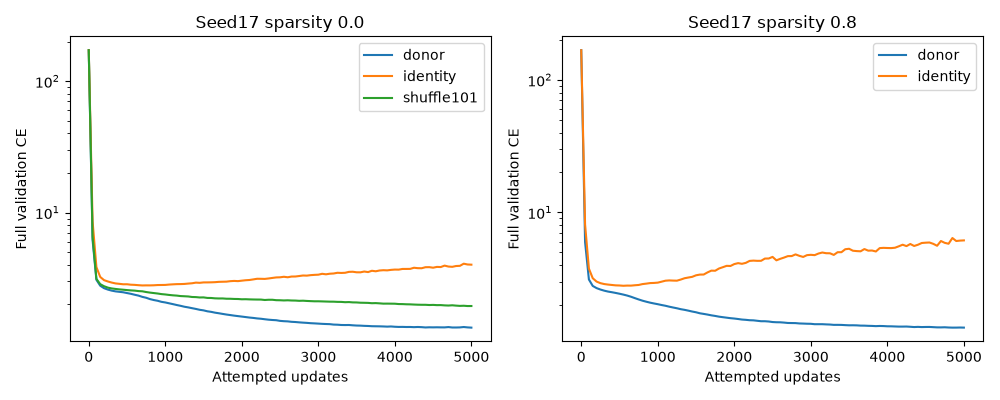 Seed17 sparsity 0.0
Full validation CE
10²
10¹
donor
identity
shuffle101
0
1000
2000
3000
4000
5000
Attempted updates
Seed17 sparsity 0.8
Full validation CE
10²
10¹
donor
identity
0
1000
2000
3000
4000
5000
Attempted updates